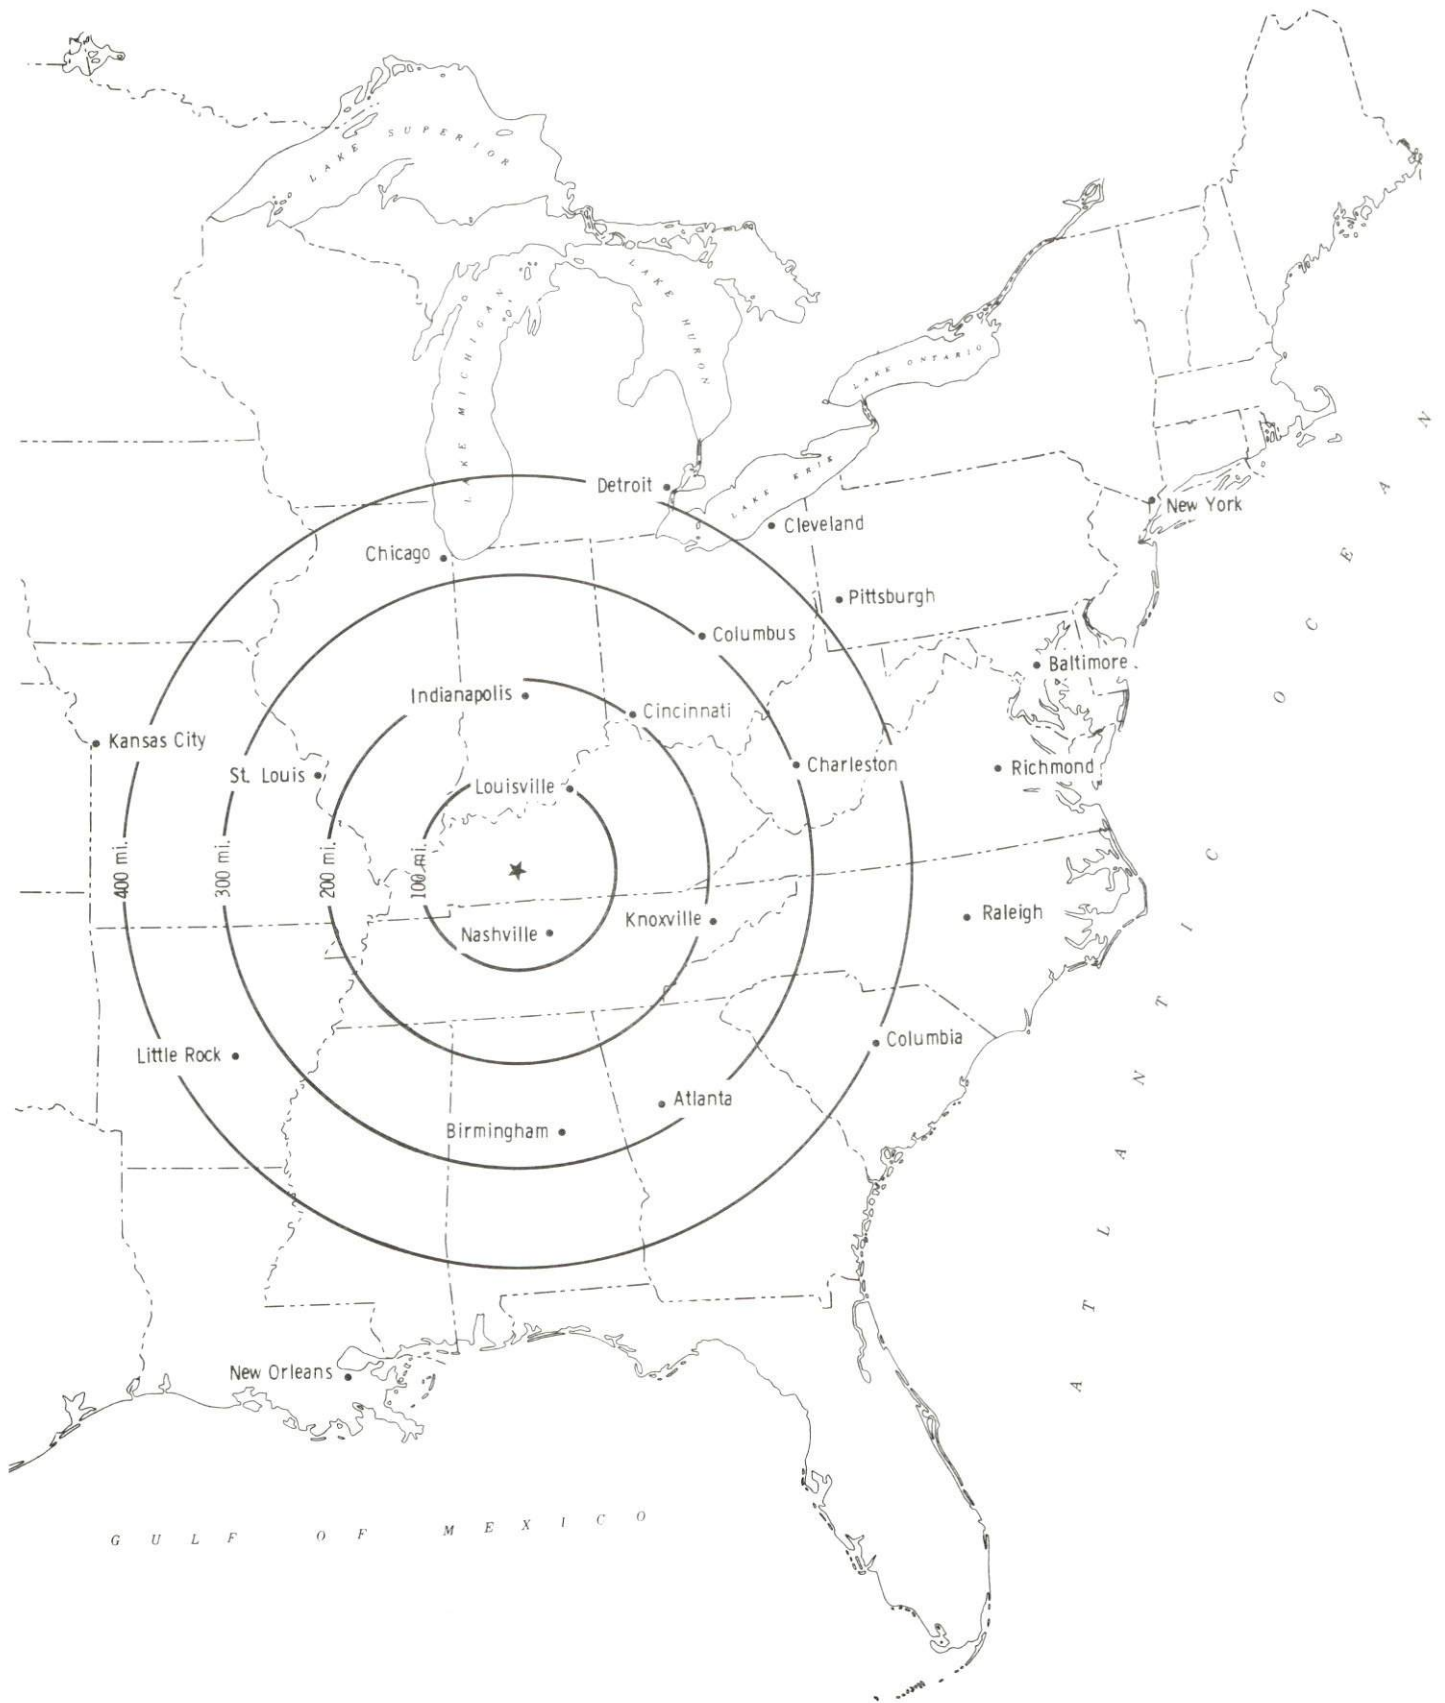 LAKE SUPERIOR
LAKE MICHIGAN
LAKE HURON
LAKE ONTARIO
LAKE ERIE
Detroit
Cleveland
New York
Chicago
Pittsburgh
Columbus
Baltimore
Indianapolis
Cincinnati
Kansas City
St. Louis
Louisville
Charleston
Richmond
400 mi.
300 mi.
200 mi.
100 mi.
Nashville
Knoxville
Raleigh
Little Rock
Columbia
Atlanta
Birmingham
New Orleans
ATLANTIC OCEAN
GULF OF MEXICO